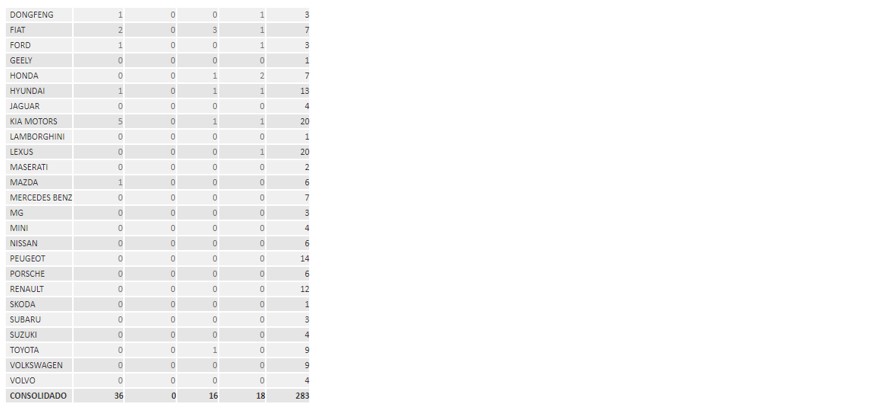 DONGFENG 1 0 0 1 3
FIAT 2 0 3 1 7
FORD 1 0 0 1 3
GEELY 0 0 0 0 1
HONDA 0 0 1 2 7
HYUNDAI 1 0 1 1 13
JAGUAR 0 0 0 0 4
KIA MOTORS 5 0 1 1 20
LAMBORGHINI 0 0 0 0 1
LEXUS 0 0 0 1 20
MASERATI 0 0 0 0 2
MAZDA 1 0 0 0 6
MERCEDES BENZ 0 0 0 0 7
MG 0 0 0 0 3
MINI 0 0 0 0 4
NISSAN 0 0 0 0 6
PEUGEOT 0 0 0 0 14
PORSCHE 0 0 0 0 6
RENAULT 0 0 0 0 12
SKODA 0 0 0 0 1
SUBARU 0 0 0 0 3
SUZUKI 0 0 0 0 4
TOYOTA 0 0 1 0 9
VOLKSWAGEN 0 0 0 0 9
VOLVO 0 0 0 0 4
CONSOLIDADO 36 0 16 18 283